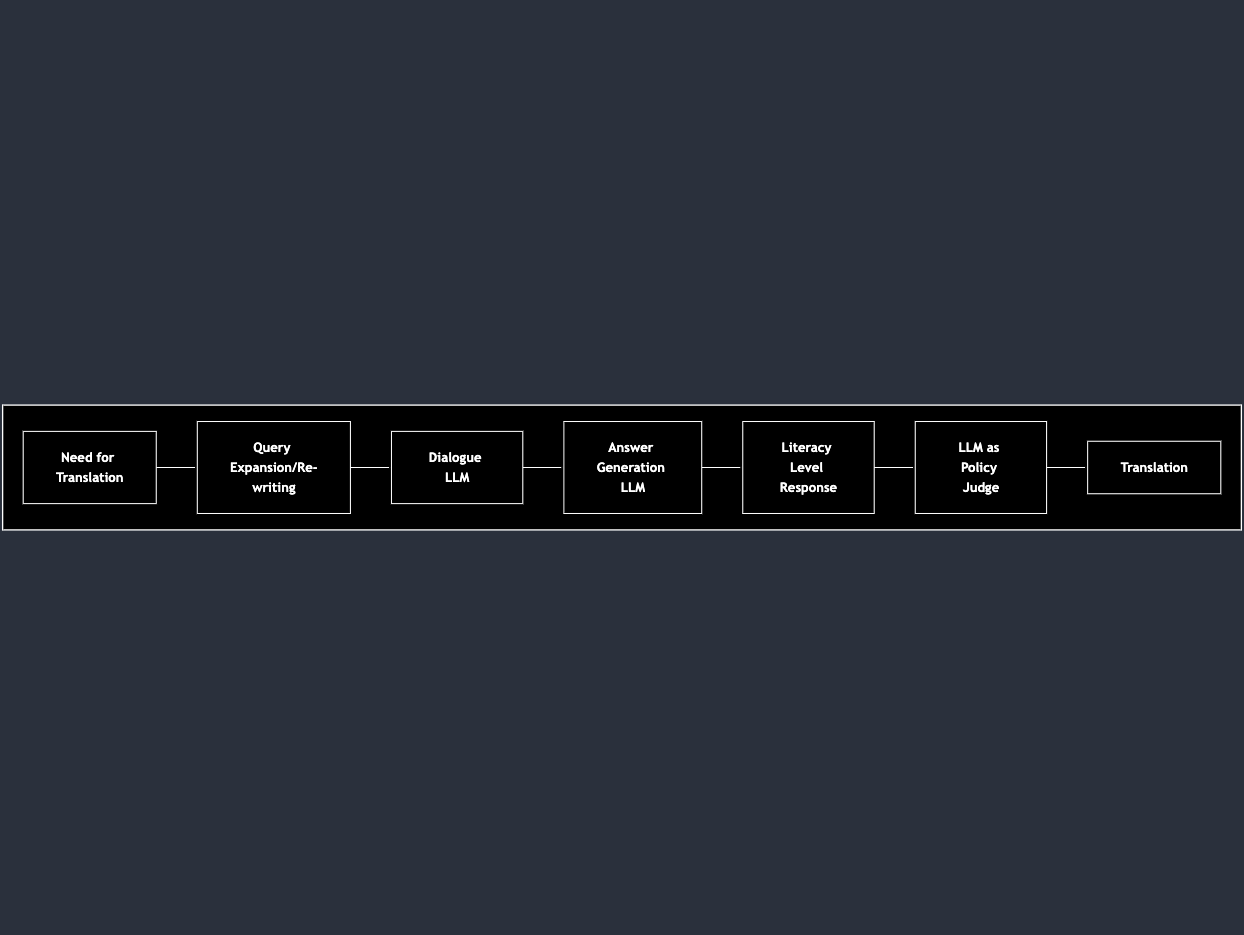 Need for
Translation
Query
Expansion/Re-
writing
Dialogue
LLM
Answer
Generation
LLM
Literacy
Level
Response
LLM as
Policy
Judge
Translation